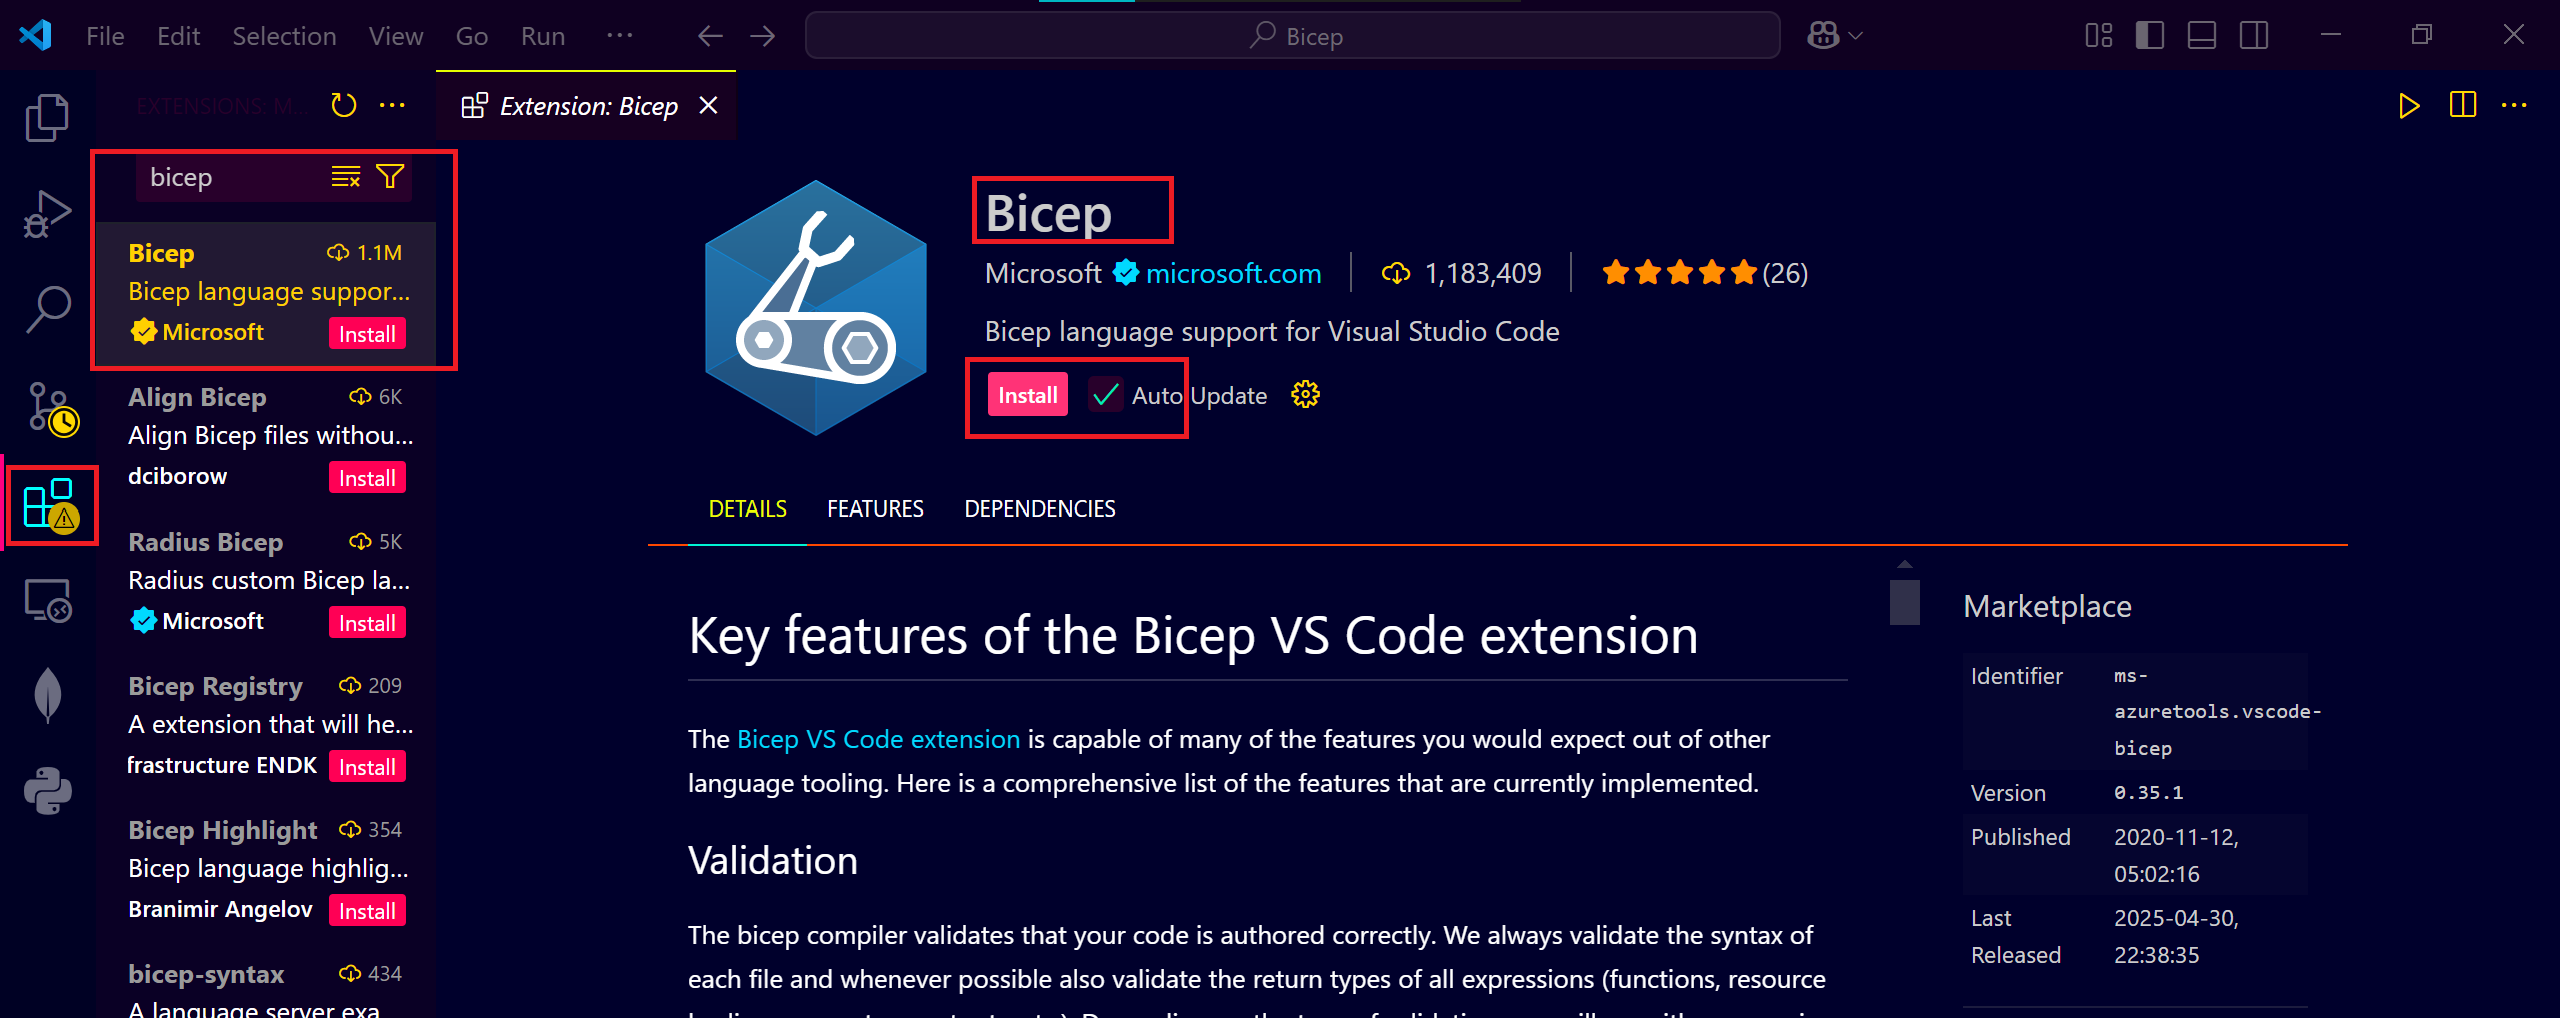 File Edit Selection View Go Run ···
Bicep
EXTENSIONS: M...
Extension: Bicep
bicep
Bicep 1.1M
Bicep language suppor...
Microsoft Install
Align Bicep 6K
Align Bicep files withou...
dciborow Install
Radius Bicep 5K
Radius custom Bicep la...
Microsoft Install
Bicep Registry 209
A extension that will he...
frastructure ENDK Install
Bicep Highlight 354
Bicep language highlig...
Branimir Angelov Install
bicep-syntax 434
A language server exa
Bicep
Microsoft microsoft.com 1,183,409 (26)
Bicep language support for Visual Studio Code
Install Auto Update
DETAILS FEATURES DEPENDENCIES
Key features of the Bicep VS Code extension
The Bicep VS Code extension is capable of many of the features you would expect out of other
language tooling. Here is a comprehensive list of the features that are currently implemented.
Validation
The bicep compiler validates that your code is authored correctly. We always validate the syntax of
each file and whenever possible also validate the return types of all expressions (functions, resource
Marketplace
Identifier ms-
azuretools.vscode-
bicep
Version 0.35.1
Published 2020-11-12,
05:02:16
Last 2025-04-30,
Released 22:38:35